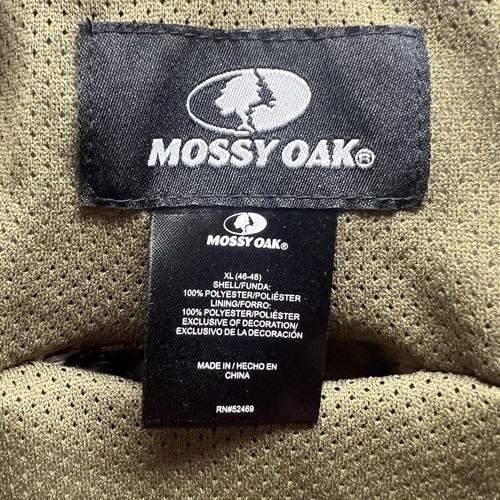 MOSSY OAK®
MOSSY OAK®
XL (46-48)
SHELL/FUNDA:
100% POLYESTER/POLIÉSTER
LINING/FORRO:
100% POLYESTER/POLIÉSTER
EXCLUSIVE OF DECORATION/
EXCLUSIVO DE LA DECORACIÓN
MADE IN / HECHO EN
CHINA
RN#52469